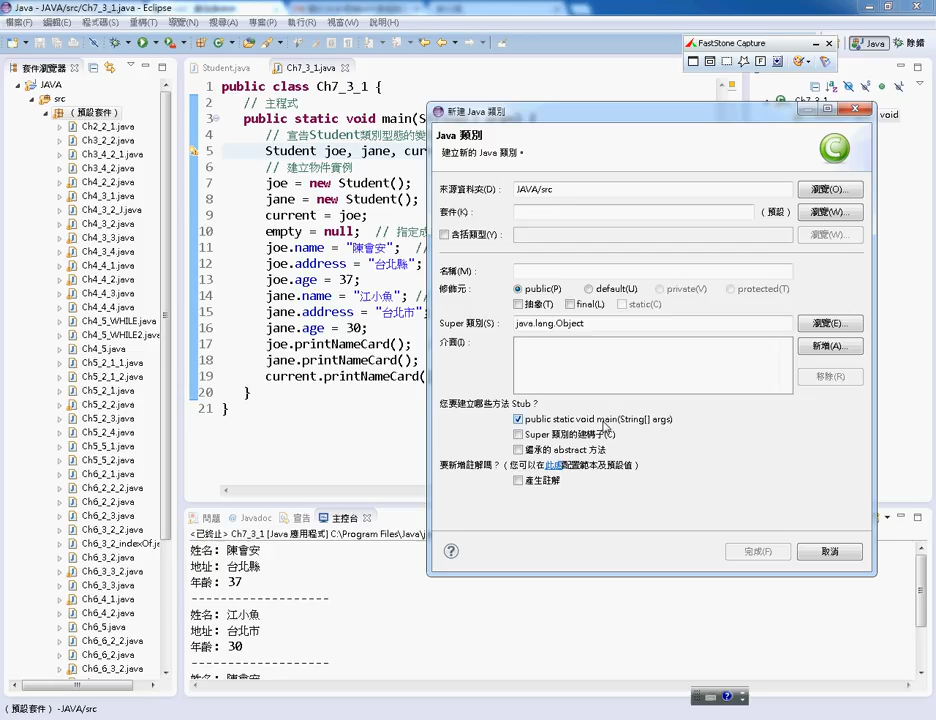 Java - JAVA/src/Ch7_3_1.java - Eclipse
檔案(F) 編輯(E) 程式碼(S) 重構(T) 導覽(N) 搜尋(A) 專案(P) 執行(R) 視窗(W) 說明(H)
FastStone Capture
Java 除錯
套件瀏覽器
Student.java Ch7_3_1.java
JAVA
src
(預設套件)
Ch2_2_1.java
Ch3_2_2.java
Ch3_4_2_1.java
Ch4_2_2.java
Ch4_3_1.java
Ch4_3_2_J.java
Ch4_3_2.java
Ch4_3_3.java
Ch4_3_4.java
Ch4_4_1.java
Ch4_4_2.java
Ch4_4_3.java
Ch4_4_4.java
Ch4_5_WHILE.java
Ch4_5_WHILE2.java
Ch4_5.java
Ch5_2_1_1.java
Ch5_2_1.java
Ch5_2_2.java
Ch5_2_3.java
Ch5_2_4.java
Ch5_5_1.java
Ch5_5_2.java
Ch6_2_1.java
Ch6_2_2_2.java
Ch6_2_2.java
Ch6_2_3.java
Ch6_3_2_2.java
Ch6_3_2_indexOf.ja
Ch6_3_2.java
Ch6_3_3_2.java
Ch6_3_3.java
Ch6_4_1.java
Ch6_5.java
Ch6_6_2_2.java
Ch6_6_3_2.java
1 public class Ch7_3_1 {
2 // 主程式
3 public static void main(S
4 // 宣告Student類別型態的變
5 Student joe, jane, cur
6 // 建立物件實例
7 joe = new Student();
8 jane = new Student();
9 current = joe;
10 empty = null; // 指定成
11 joe.name = "陳會安"; //
12 joe.address = "台北縣";
13 joe.age = 37;
14 jane.name = "江小魚"; //
15 jane.address = "台北市";
16 jane.age = 30;
17 joe.printNameCard();
18 jane.printNameCard();
19 current.printNameCard(
20 }
21 }
Ch7_3_1
void
新建 Java 類別
Java 類別
建立新的 Java 類別。
來源資料夾(D): JAVA/src 瀏覽(O)...
套件(K): (預設) 瀏覽(W)...
含括類型(Y): 瀏覽(W)...
名稱(M):
修飾元: public(P) default(U) private(V) protected(T)
抽象(T) final(L) static(C)
Super 類別(S): java.lang.Object 瀏覽(E)...
介面(I): 新增(A)...
移除(R)
您要建立哪些方法 Stub?
public static void main(String[] args)
Super 類別的建構子(C)
繼承的 abstract 方法
要新增註解嗎?(您可以在此處配置範本及預設值)
產生註解
完成(F) 取消
問題 Javadoc 宣告 主控台
<已終止> Ch7_3_1 [Java 應用程式] C:\Program Files\Java\j
姓名: 陳會安
地址: 台北縣
年齡: 37
-------------------
姓名: 江小魚
地址: 台北市
年齡: 30
-------------------
姓名: 陳會安
(預設套件) -JAVA/src